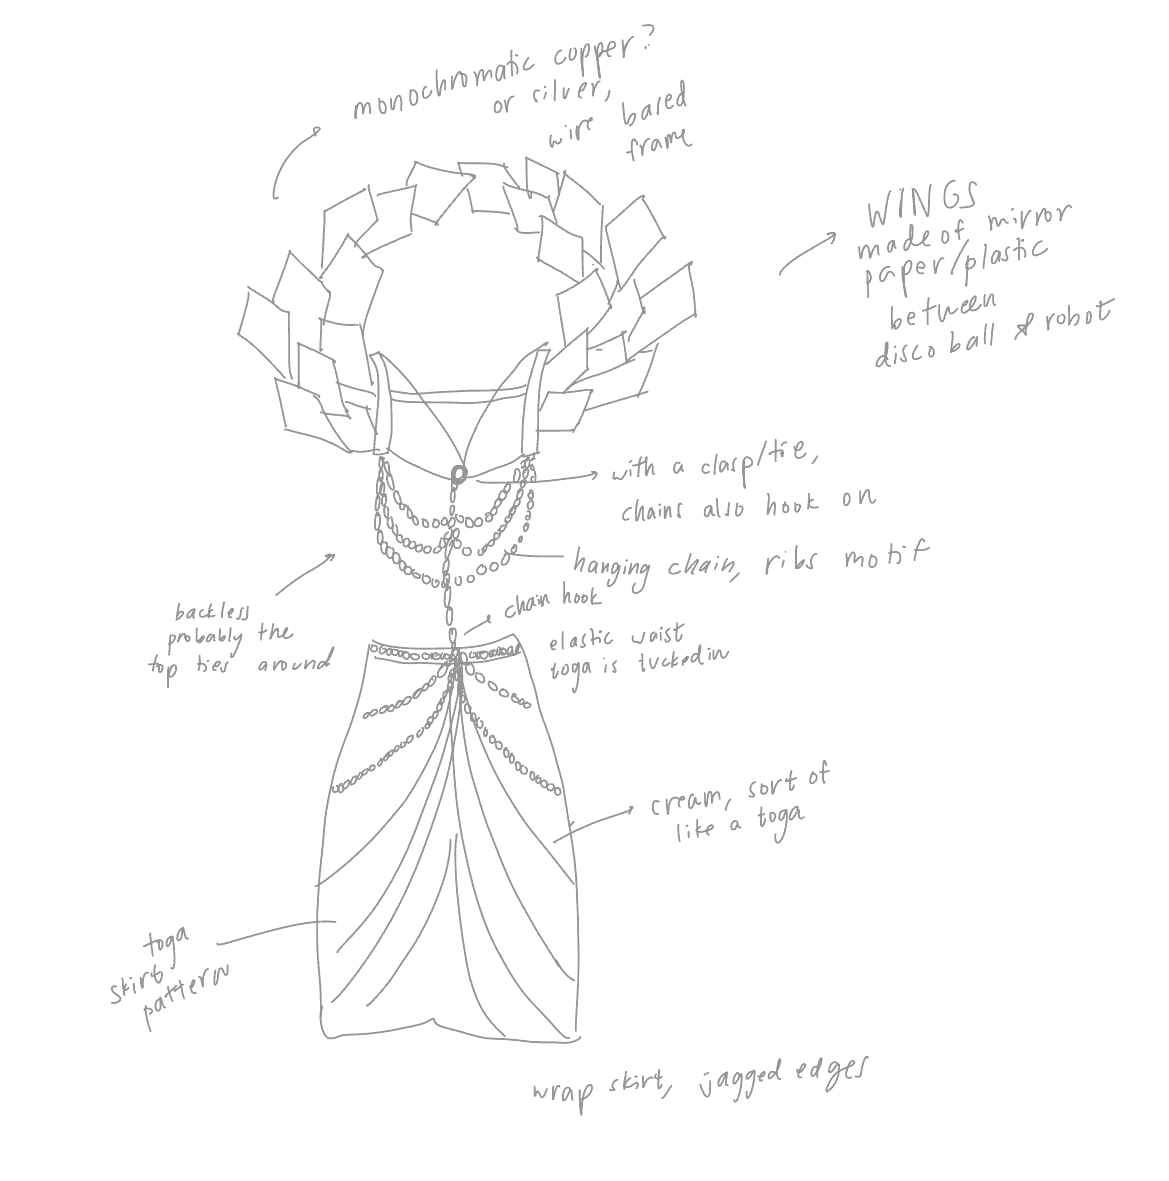 monochromatic copper?
or silver,
wire based
frame
WINGS
made of mirror
paper/plastic
between
disco ball & robot
with a clasp/tie,
chains also hook on
hanging chain, ribs motif
chain hook
backless
probably the
top ties around
elastic waist
toga is tucked in
cream, sort of
like a toga
toga
skirt
pattern
wrap skirt, jagged edges